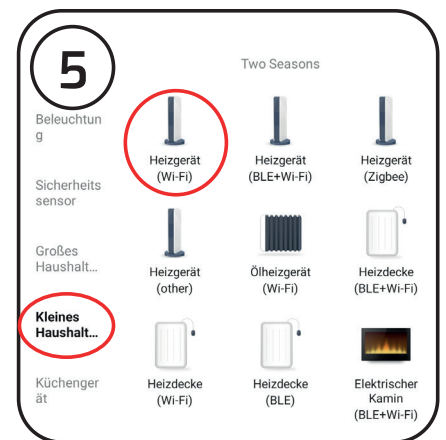 5
Two Seasons
Beleuchtun
g
Sicherheits
sensor
Großes
Haushalt...
Kleines
Haushalt...
Küchenger
ät
Heizgerät
(Wi-Fi)
Heizgerät
(BLE+Wi-Fi)
Heizgerät
(Zigbee)
Heizgerät
(other)
Ölheizgerät
(Wi-Fi)
Heizdecke
(BLE+Wi-Fi)
Heizdecke
(Wi-Fi)
Heizdecke
(BLE)
Elektrischer
Kamin
(BLE+Wi-Fi)